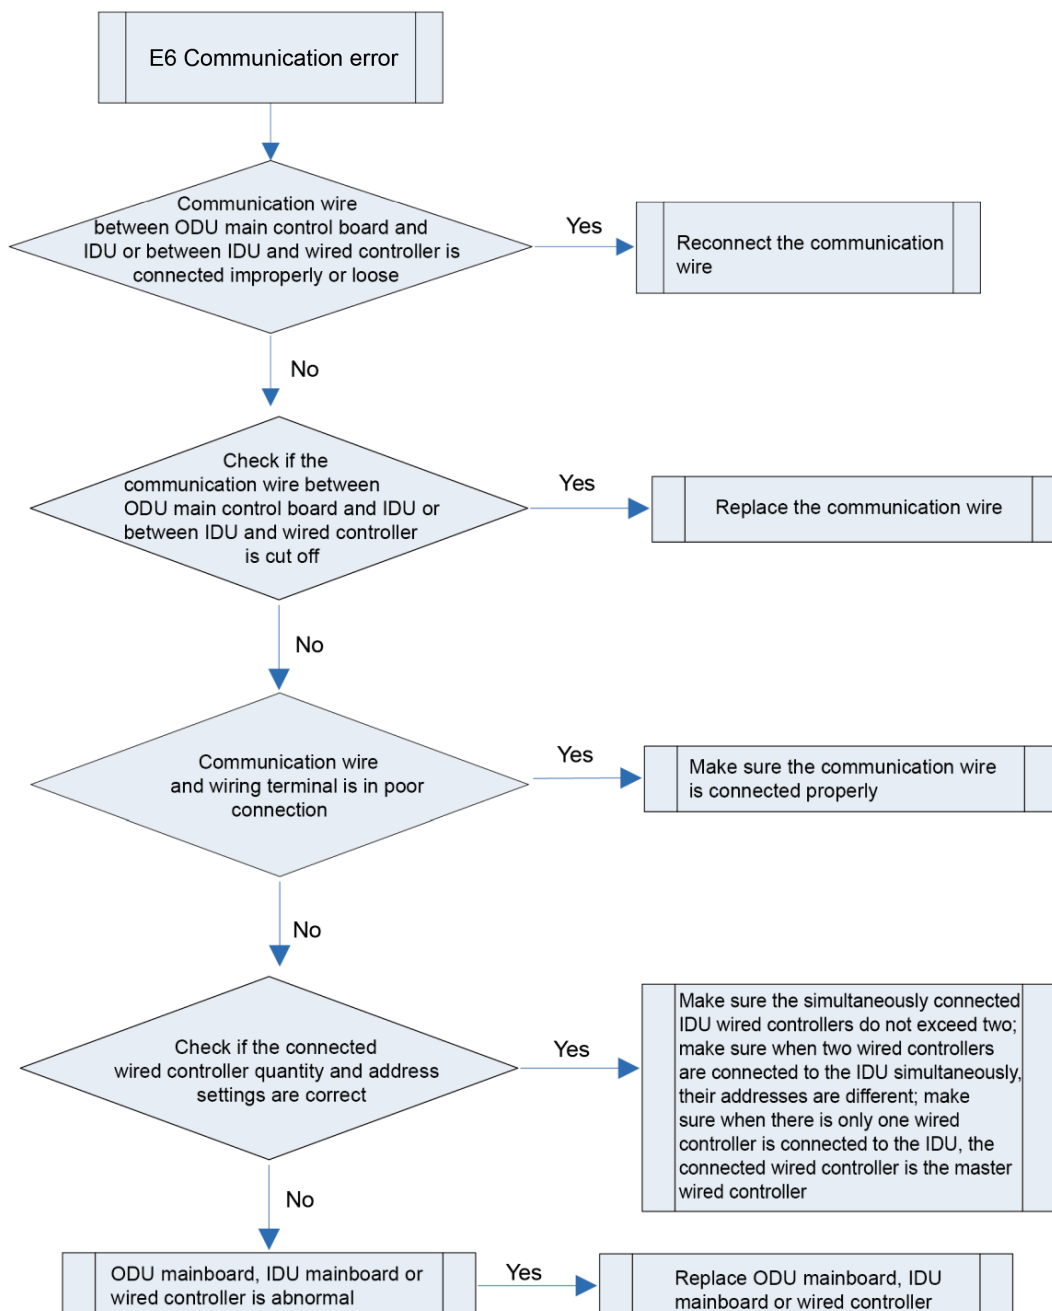 E6 Communication error
Communication wire
between ODU main control board and
IDU or between IDU and wired controller is
connected improperly or loose
Yes
Reconnect the communication
wire
No
Check if the
communication wire between
ODU main control board and IDU or
between IDU and wired controller
is cut off
Yes
Replace the communication wire
No
Communication wire
and wiring terminal is in poor
connection
Yes
Make sure the communication wire
is connected properly
No
Check if the connected
wired controller quantity and address
settings are correct
Yes
Make sure the simultaneously connected
IDU wired controllers do not exceed two;
make sure when two wired controllers
are connected to the IDU simultaneously,
their addresses are different; make
sure when there is only one wired
controller is connected to the IDU, the
connected wired controller is the master
wired controller
No
ODU mainboard, IDU mainboard or
wired controller is abnormal
Yes
Replace ODU mainboard, IDU
mainboard or wired controller